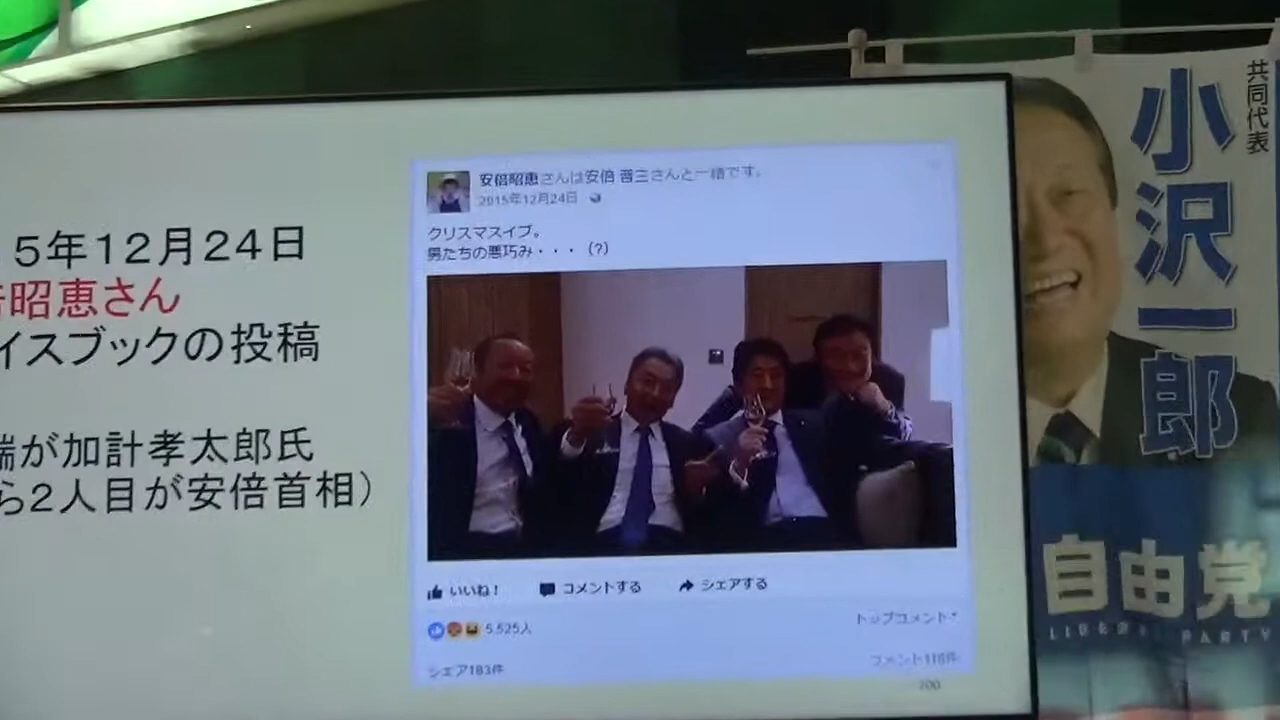 5年12月24日
昭恵さん
イスブックの投稿
端が加計孝太郎氏
ら2人目が安倍首相）
安倍昭恵さんは安倍 晋三さんと一緒です。
2015年12月24日
クリスマスイブ。
男たちの悪巧み・・・（?）
いいね！ コメントする シェアする
5,525人
トップコメント
シェア183件
コメント116件
100
共同代表
小沢一郎
自由党
LIBERAL PARTY